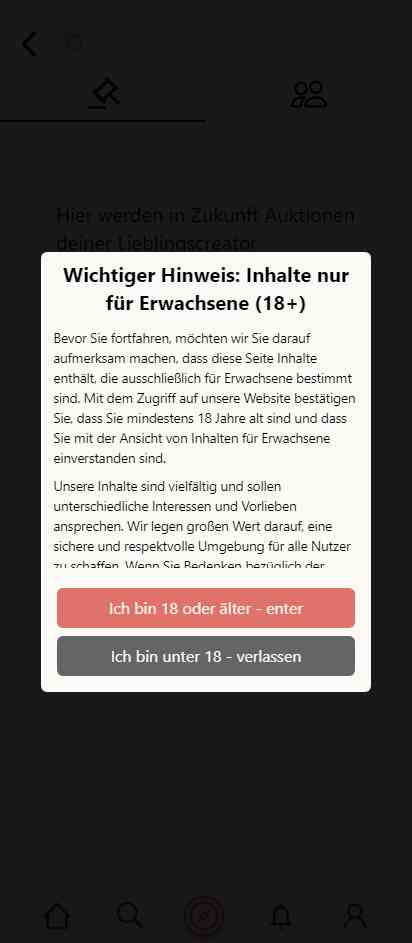 Hier werden in Zukunft Auktionen
deiner Lieblingscreator
Wichtiger Hinweis: Inhalte nur
für Erwachsene (18+)
Bevor Sie fortfahren, möchten wir Sie darauf
aufmerksam machen, dass diese Seite Inhalte
enthält, die ausschließlich für Erwachsene bestimmt
sind. Mit dem Zugriff auf unsere Website bestätigen
Sie, dass Sie mindestens 18 Jahre alt sind und dass
Sie mit der Ansicht von Inhalten für Erwachsene
einverstanden sind.
Unsere Inhalte sind vielfältig und sollen
unterschiedliche Interessen und Vorlieben
ansprechen. Wir legen großen Wert darauf, eine
sichere und respektvolle Umgebung für alle Nutzer
zu schaffen. Wenn Sie Bedenken bezüglich der
Ich bin 18 oder älter - enter
Ich bin unter 18 - verlassen